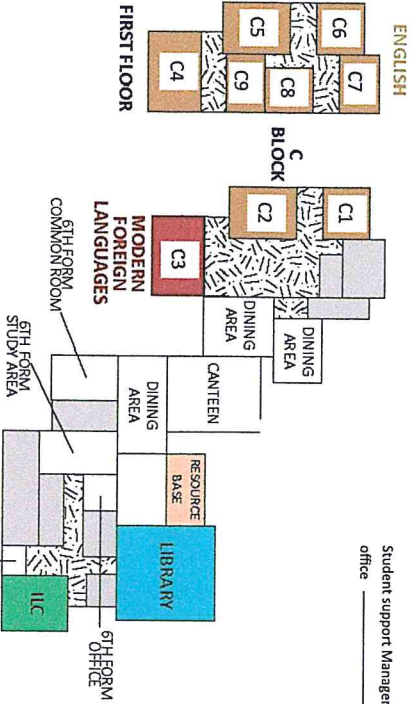 ENGLISH
C6
C7
C5
C8
C9
C4
FIRST FLOOR
C
BLOCK
C1
C2
C3
MODERN
FOREIGN
LANGUAGES
DINING
AREA
DINING
AREA
CANTEEN
DINING
AREA
6TH FORM
COMMON ROOM
6TH FORM
STUDY AREA
RESOURCE
BASE
LIBRARY
6TH FORM
OFFICE
ILC
Student support Manager
office